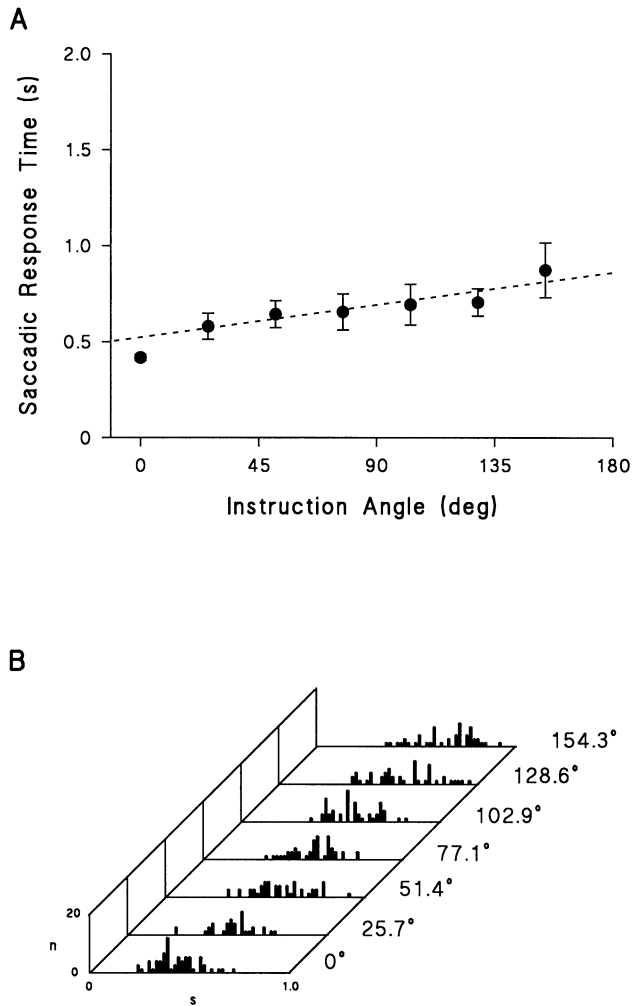 A
2.0
1.5
1.0
0.5
0
Saccadic Response Time (s)
0 45 90 135 180
Instruction Angle (deg)
B
154.3°
128.6°
102.9°
77.1°
51.4°
25.7°
0°
20
n
0
0 1.0
s